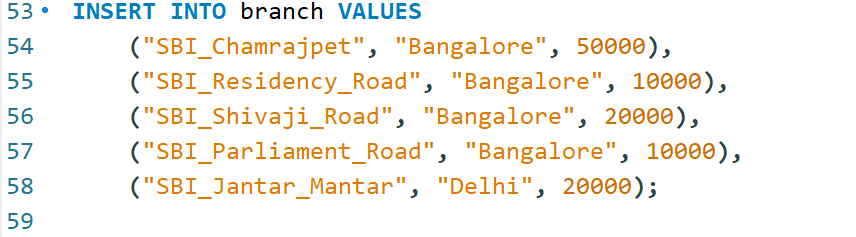 53 INSERT INTO branch VALUES
54 ("SBI_Chamrajpet", "Bangalore", 50000),
55 ("SBI_Residency_Road", "Bangalore", 10000),
56 ("SBI_Shivaji_Road", "Bangalore", 20000),
57 ("SBI_Parliament_Road", "Bangalore", 10000),
58 ("SBI_Jantar_Mantar", "Delhi", 20000);
59